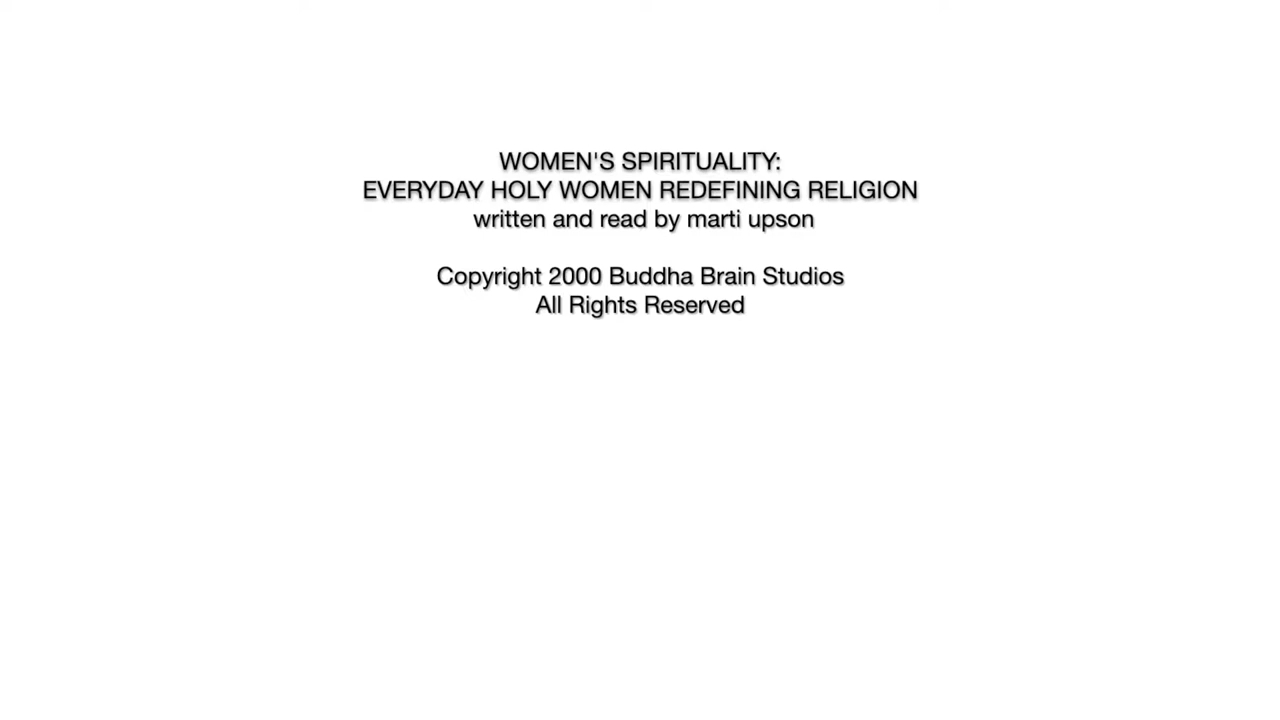 WOMEN'S SPIRITUALITY:
EVERYDAY HOLY WOMEN REDEFINING RELIGION
written and read by marti upson
Copyright 2000 Buddha Brain Studios
All Rights Reserved